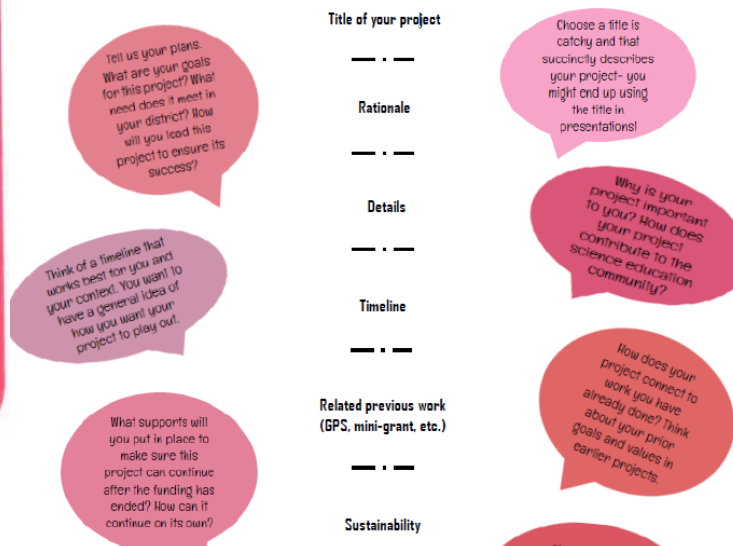 Title of your project
Choose a title is
catchy and that
succinctly describes
your project- you
might end up using
the title in
presentations!
Tell us your plans.
What are your goals
for this project? What
need does it meet in
your district? How
will you lead this
project to ensure its
success?
Rationale
Why is your
project important
to you? How does
your project
contribute to the
science education
community?
Details
Think of a timeline that
works best for you and
your context. You want to
have a general idea of
how you want your
project to play out.
Timeline
How does your
project connect to
work you have
already done? Think
about your prior
goals and values in
earlier projects.
Related previous work
(GPS, mini-grant, etc.)
What supports will
you put in place to
make sure this
project can continue
after the funding has
ended? How can it
continue on its own?
Sustainability